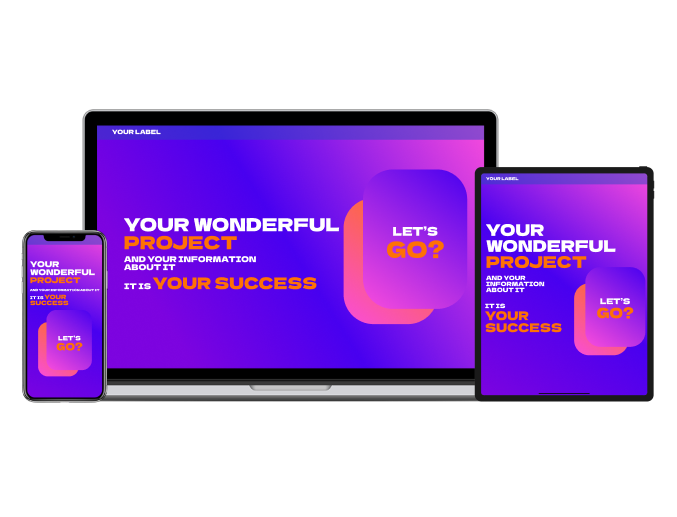 YOUR LABEL
YOUR WONDERFUL
PROJECT
AND YOUR INFORMATION
ABOUT IT
IT IS YOUR SUCCESS
LET'S
GO?
YOUR LABEL
YOUR
WONDERFUL
PROJECT
AND YOUR
INFORMATION
ABOUT IT
IT IS
YOUR
SUCCESS
LET'S
GO?
YOUR
WONDERFUL
PROJECT
AND YOUR INFORMATION ABOUT IT
IT IS YOUR
SUCCESS
LET'S
GO?